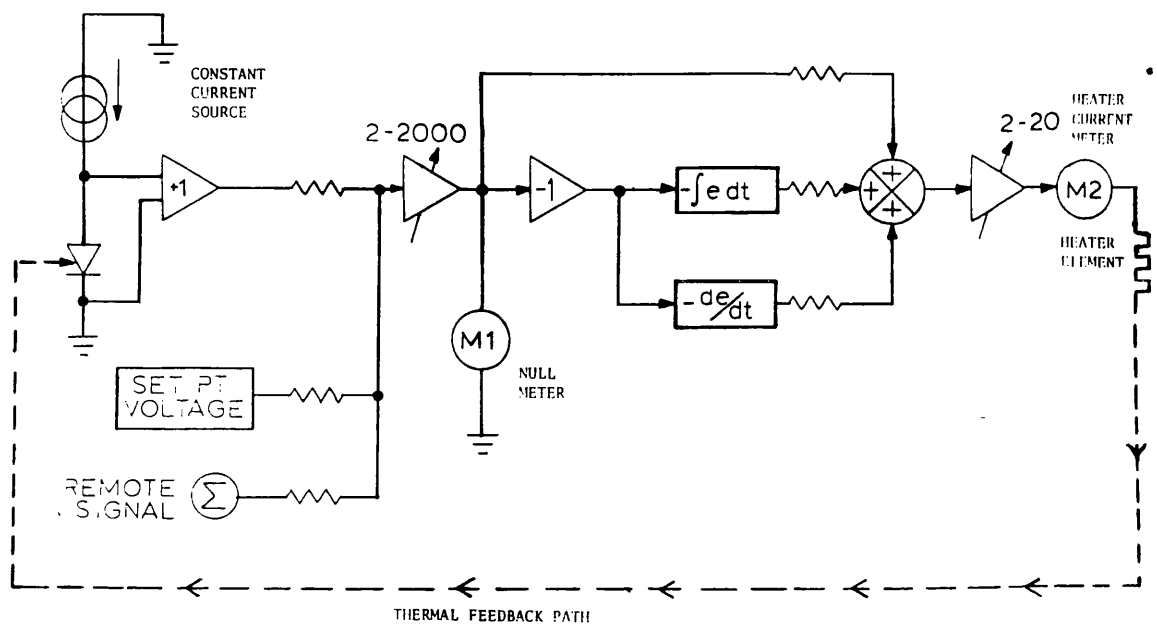 CONSTANT
CURRENT
SOURCE
+1
2-2000
-1
-∫e dt
-de/dt
+
+
+
2-20
HEATER
CURRENT
METER
M2
HEATER
ELEMENT
M1
NULL
METER
SET PT
VOLTAGE
REMOTE
SIGNAL
Σ
THERMAL FEEDBACK PATH